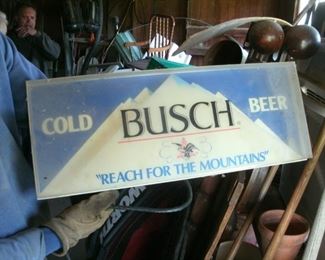 COLD BUSCH® BEER
"REACH FOR THE MOUNTAINS"